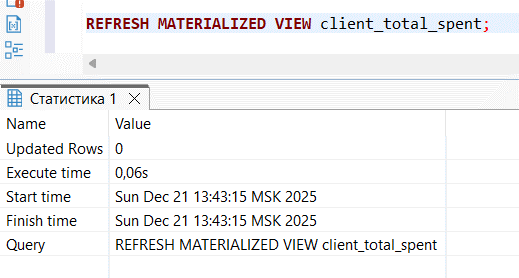 REFRESH MATERIALIZED VIEW client_total_spent;
Статистика 1
Name Value
Updated Rows 0
Execute time 0,06s
Start time Sun Dec 21 13:43:15 MSK 2025
Finish time Sun Dec 21 13:43:15 MSK 2025
Query REFRESH MATERIALIZED VIEW client_total_spent